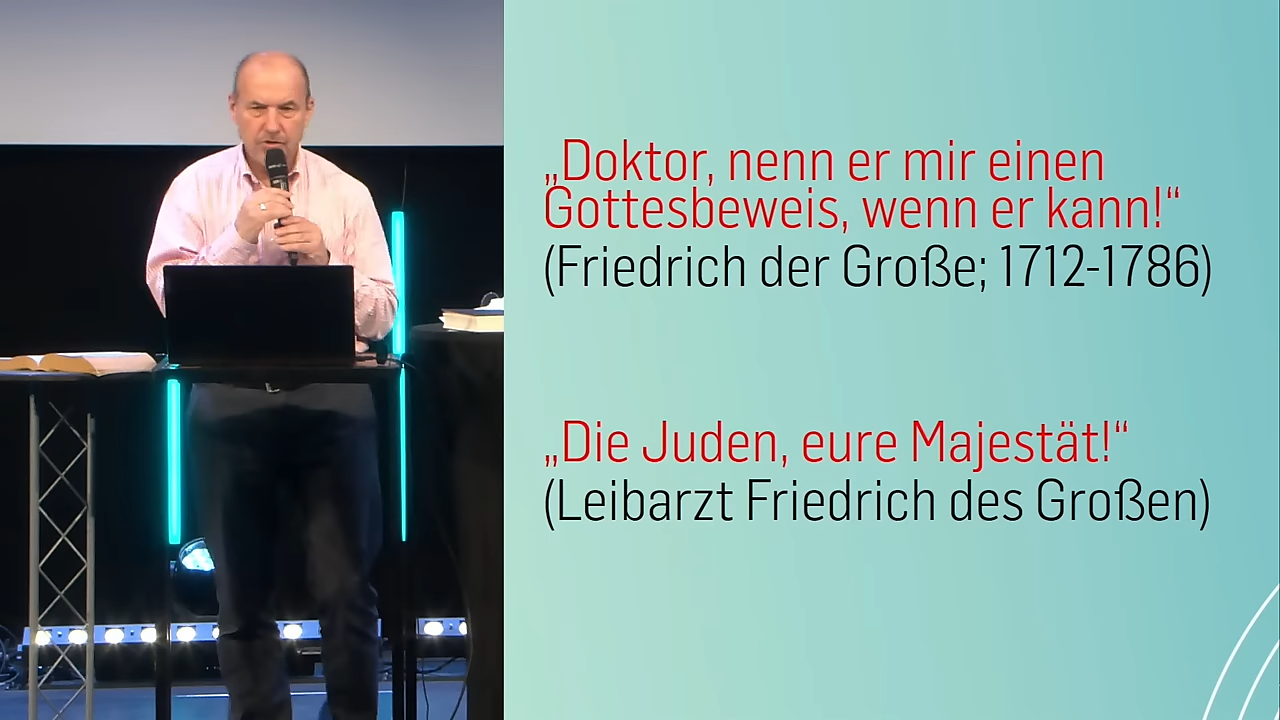 „Doktor, nenn er mir einen
Gottesbeweis, wenn er kann!“
(Friedrich der Große; 1712-1786)
„Die Juden, eure Majestät!“
(Leibarzt Friedrich des Großen)